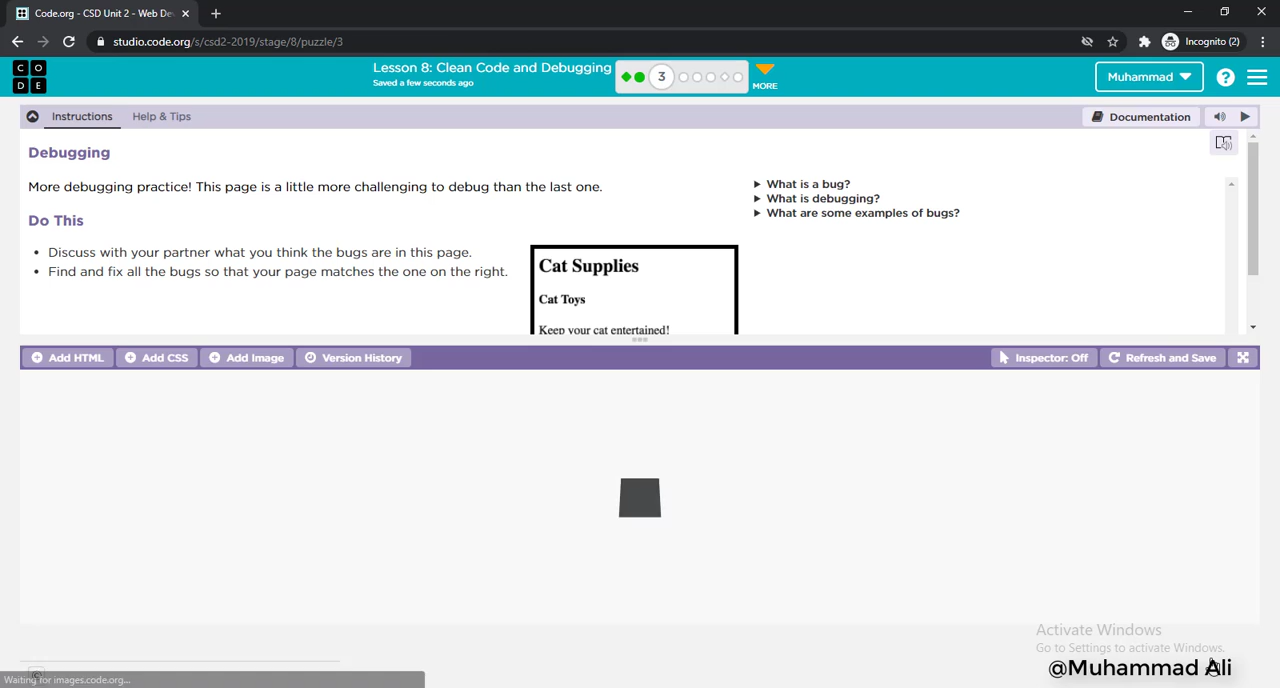 Code.org - CSD Unit 2 - Web De
studio.code.org/s/csd2-2019/stage/8/puzzle/3
Incognito (2)
C O
D E
Lesson 8: Clean Code and Debugging
Saved a few seconds ago
3
MORE
Muhammad
?
Instructions
Help & Tips
Documentation
Debugging
More debugging practice! This page is a little more challenging to debug than the last one.
Do This
• Discuss with your partner what you think the bugs are in this page.
• Find and fix all the bugs so that your page matches the one on the right.
Cat Supplies
Cat Toys
Keep your cat entertained!
What is a bug?
What is debugging?
What are some examples of bugs?
Add HTML
Add CSS
Add Image
Version History
Inspector: Off
Refresh and Save
Activate Windows
Go to Settings to activate Windows.
@Muhammad Ali
Waiting for images.code.org...